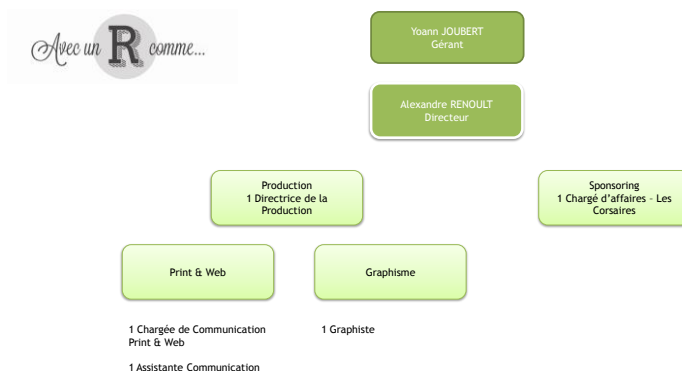 Avec un R comme...
Yoann JOUBERT
Gérant
Alexandre RENOULT
Directeur
Production
1 Directrice de la
Production
Sponsoring
1 Chargé d'affaires – Les
Corsaires
Print & Web
Graphisme
1 Chargée de Communication
Print & Web
1 Graphiste
1 Assistante Communication